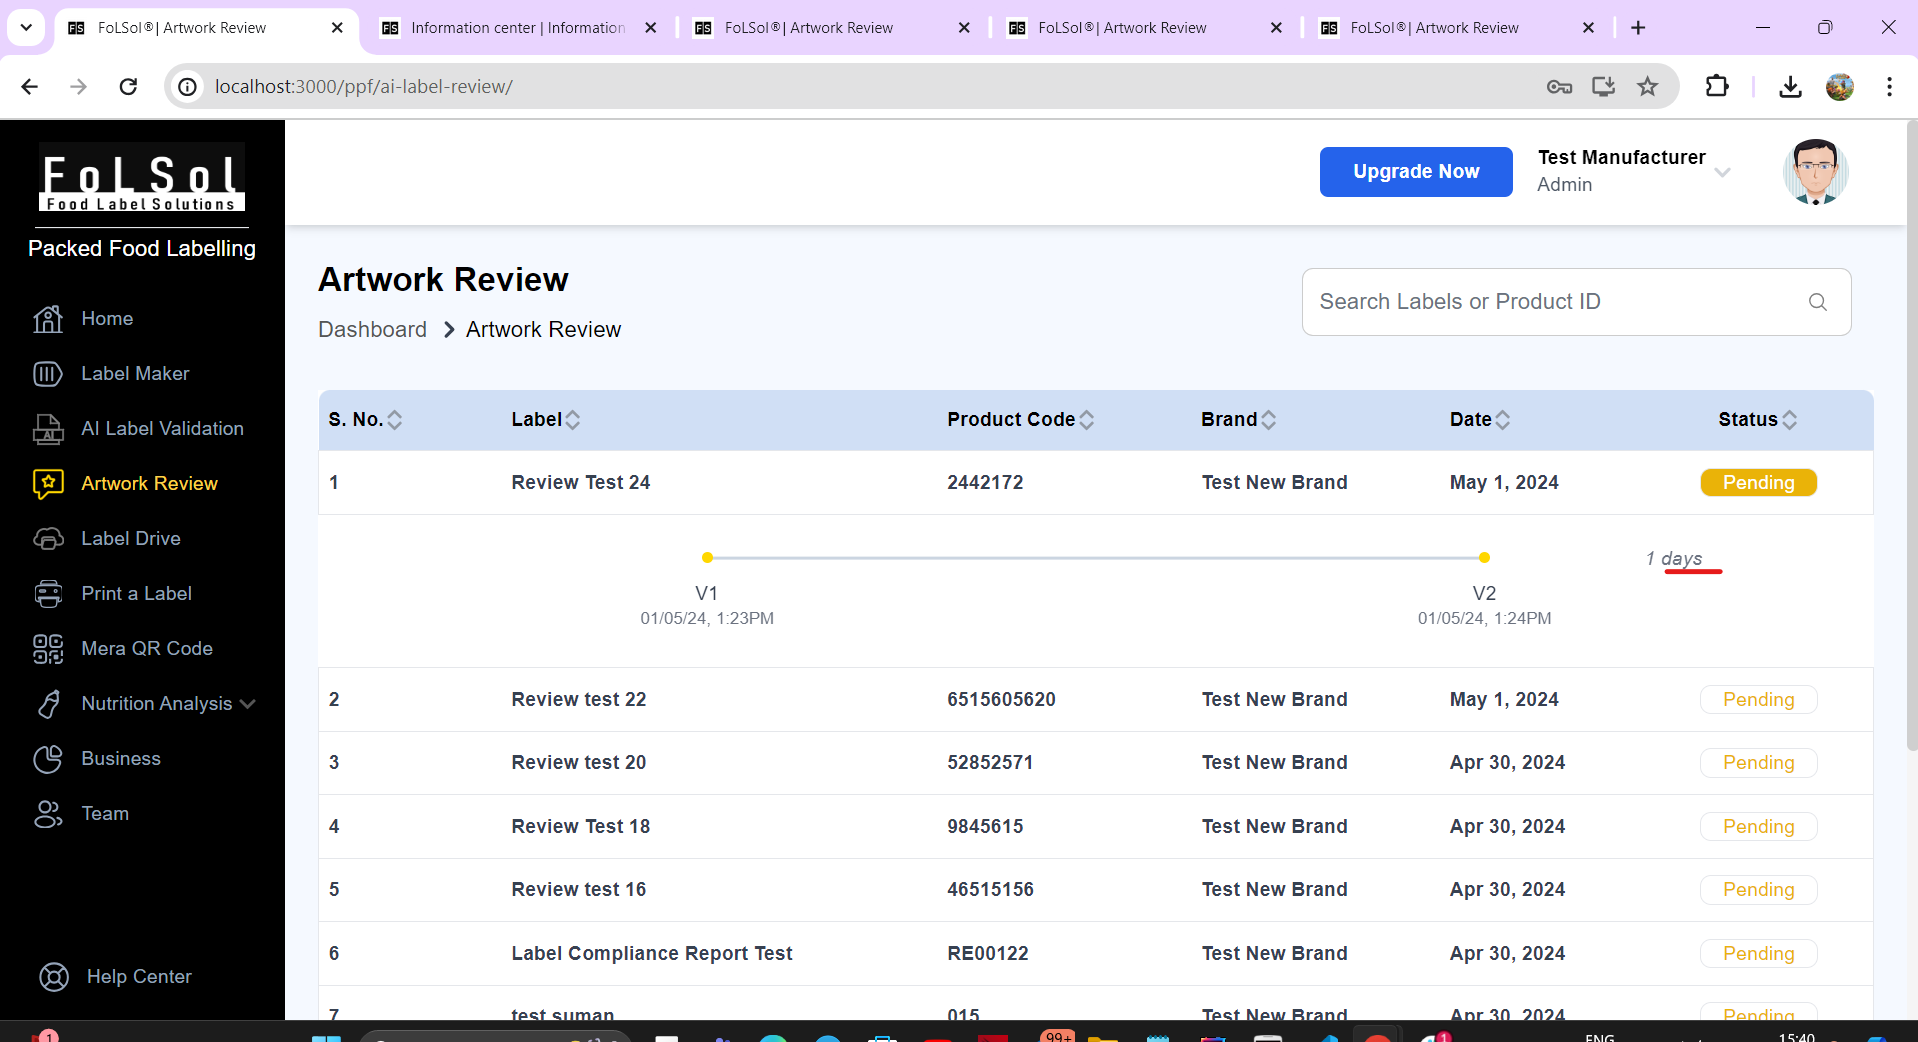 FoLSol®| Artwork Review
Information center | Information
FoLSol®| Artwork Review
FoLSol®| Artwork Review
FoLSol®| Artwork Review
localhost:3000/ppf/ai-label-review/
FoLSol
Food Label Solutions
Packed Food Labelling
Home
Label Maker
AI Label Validation
Artwork Review
Label Drive
Print a Label
Mera QR Code
Nutrition Analysis
Business
Team
Help Center
Upgrade Now
Test Manufacturer
Admin
Artwork Review
Dashboard > Artwork Review
Search Labels or Product ID
S. No. Label Product Code Brand Date Status
1 Review Test 24 2442172 Test New Brand May 1, 2024 Pending
1 days
V1 V2
01/05/24, 1:23PM 01/05/24, 1:24PM
2 Review test 22 6515605620 Test New Brand May 1, 2024 Pending
3 Review test 20 52852571 Test New Brand Apr 30, 2024 Pending
4 Review Test 18 9845615 Test New Brand Apr 30, 2024 Pending
5 Review test 16 46515156 Test New Brand Apr 30, 2024 Pending
6 Label Compliance Report Test RE00122 Test New Brand Apr 30, 2024 Pending
7 test suman 015 Test New Brand Apr 30, 2024 Pending
1
99+
1
ENG
15:40